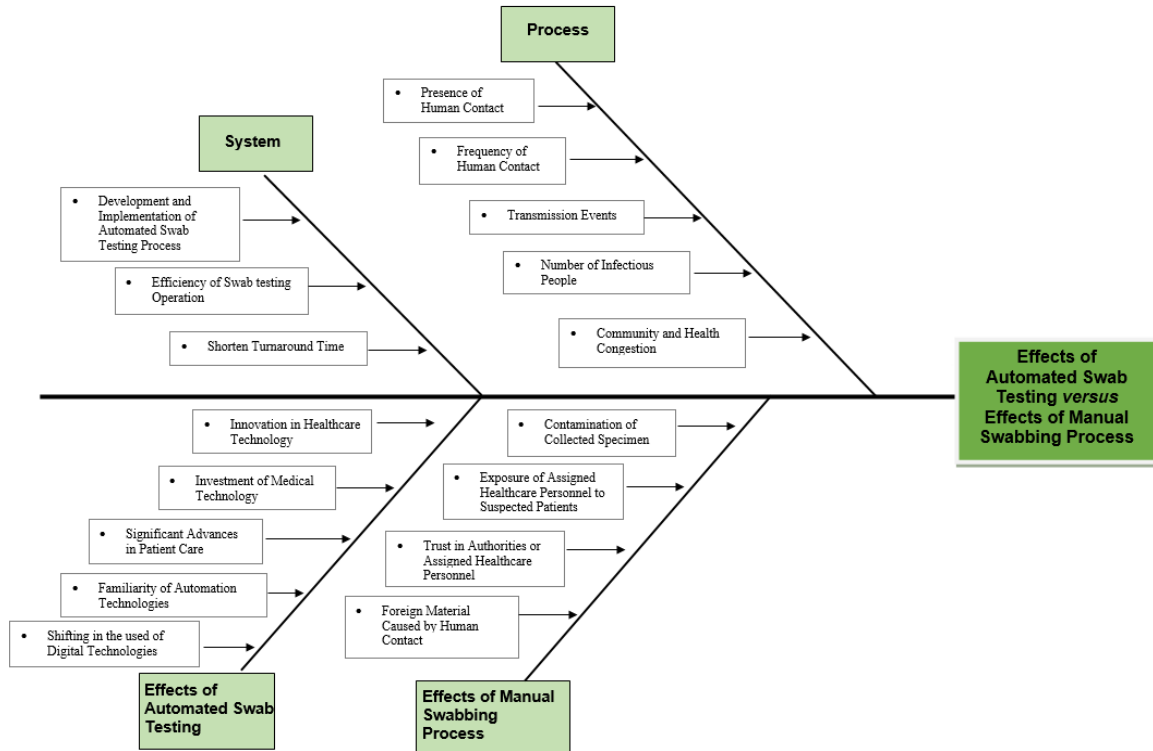 Process
• Presence of
Human Contact
• Frequency of
Human Contact
• Transmission Events
• Number of Infectious
People
• Community and Health
Congestion
System
• Development and
Implementation of
Automated Swab
Testing Process
• Efficiency of Swab testing
Operation
• Shorten Turnaround Time
Effects of
Automated Swab
Testing versus
Effects of Manual
Swabbing Process
• Innovation in Healthcare
Technology
• Investment of Medical
Technology
• Significant Advances
in Patient Care
• Familiarity of Automation
Technologies
• Shifting in the used of
Digital Technologies
Effects of
Automated Swab
Testing
• Contamination of
Collected Specimen
• Exposure of Assigned
Healthcare Personnel to
Suspected Patients
• Trust in Authorities or
Assigned Healthcare
Personnel
• Foreign Material
Caused by Human
Contact
Effects of Manual
Swabbing
Process